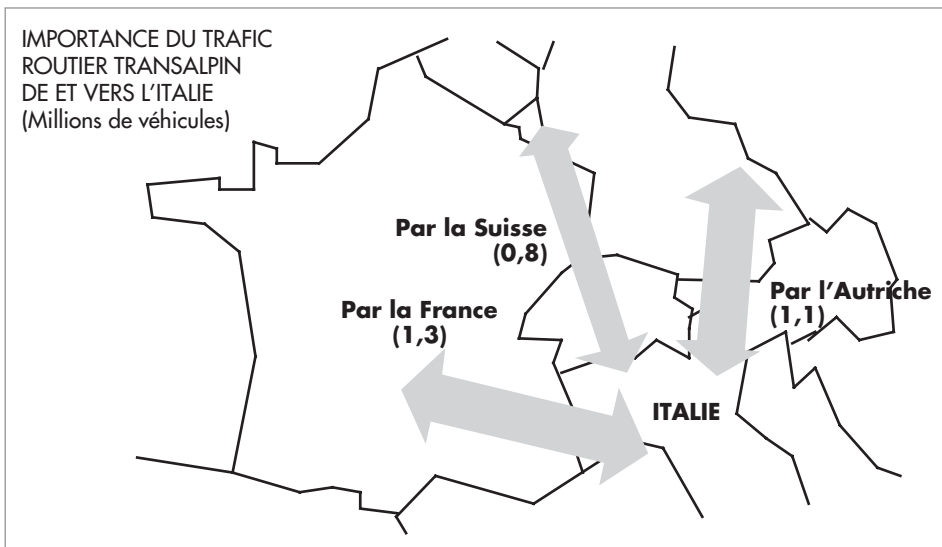 IMPORTANCE DU TRAFIC
ROUTIER TRANSALPIN
DE ET VERS L'ITALIE
(Millions de véhicules)
Par la Suisse
(0,8)
Par la France
(1,3)
Par l'Autriche
(1,1)
ITALIE